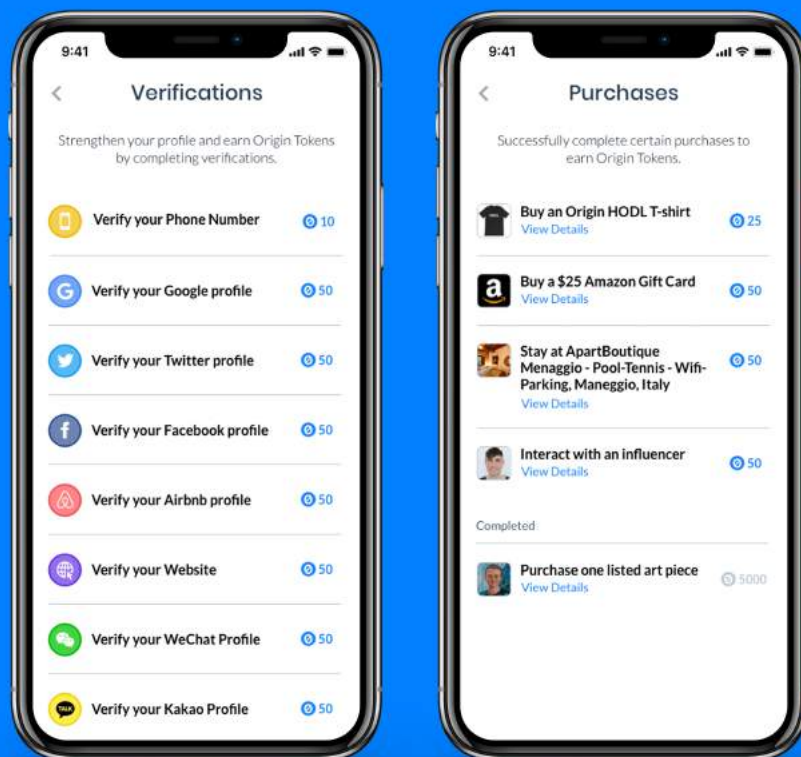 9:41
Verifications
Strengthen your profile and earn Origin Tokens
by completing verifications.
Verify your Phone Number 10
G Verify your Google profile 50
Verify your Twitter profile 50
f Verify your Facebook profile 50
Verify your Airbnb profile 50
Verify your Website 50
Verify your WeChat Profile 50
TALK Verify your Kakao Profile 50
9:41
Purchases
Successfully complete certain purchases to
earn Origin Tokens.
Buy an Origin HODL T-shirt 25
View Details
a Buy a $25 Amazon Gift Card 50
View Details
Stay at ApartBoutique 50
Menaggio - Pool-Tennis - Wifi-
Parking, Maneggio, Italy
View Details
Interact with an influencer 50
View Details
Completed
Purchase one listed art piece 5000
View Details